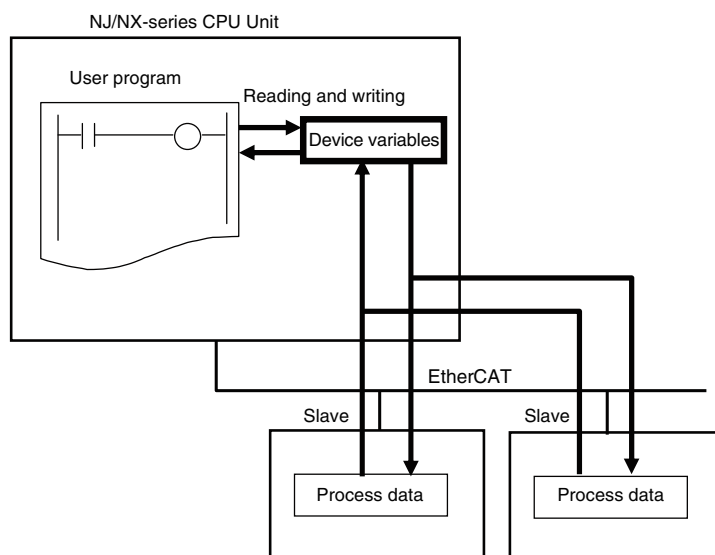 NJ/NX-series CPU Unit
User program
Reading and writing
Device variables
EtherCAT
Slave
Slave
Process data
Process data